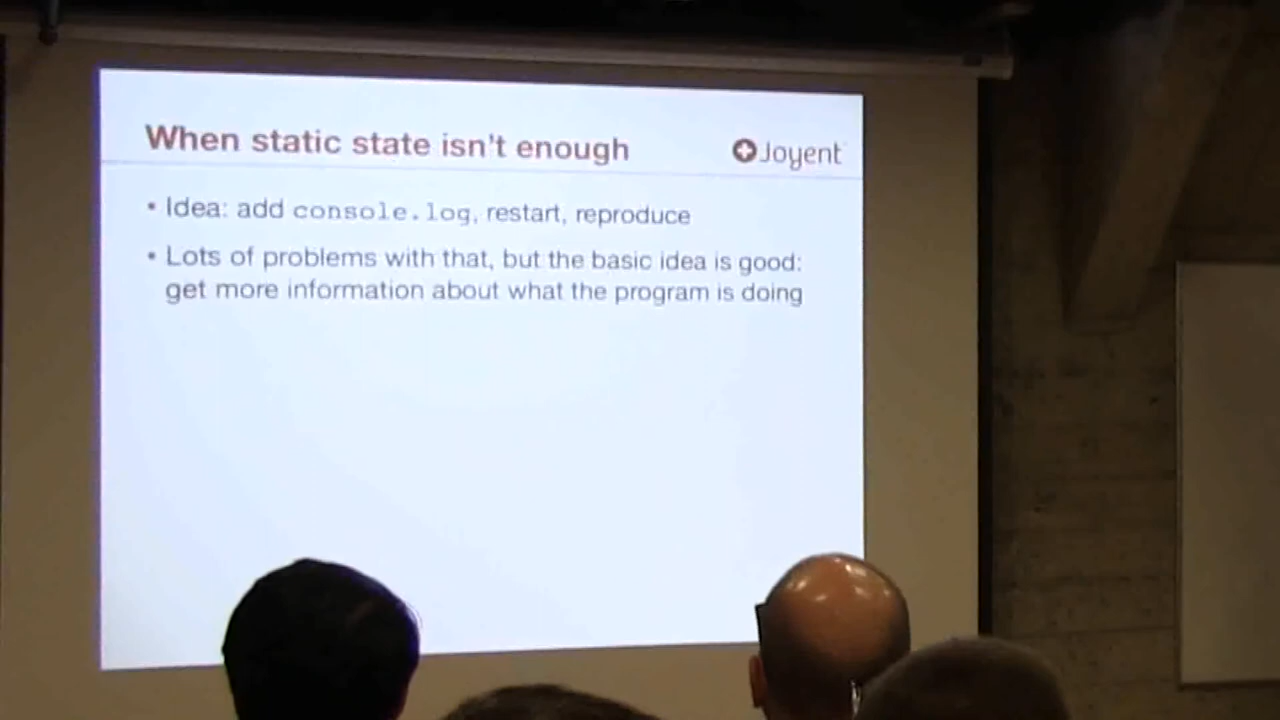 When static state isn't enough
Joyent
• Idea: add console.log, restart, reproduce
• Lots of problems with that, but the basic idea is good:
get more information about what the program is doing